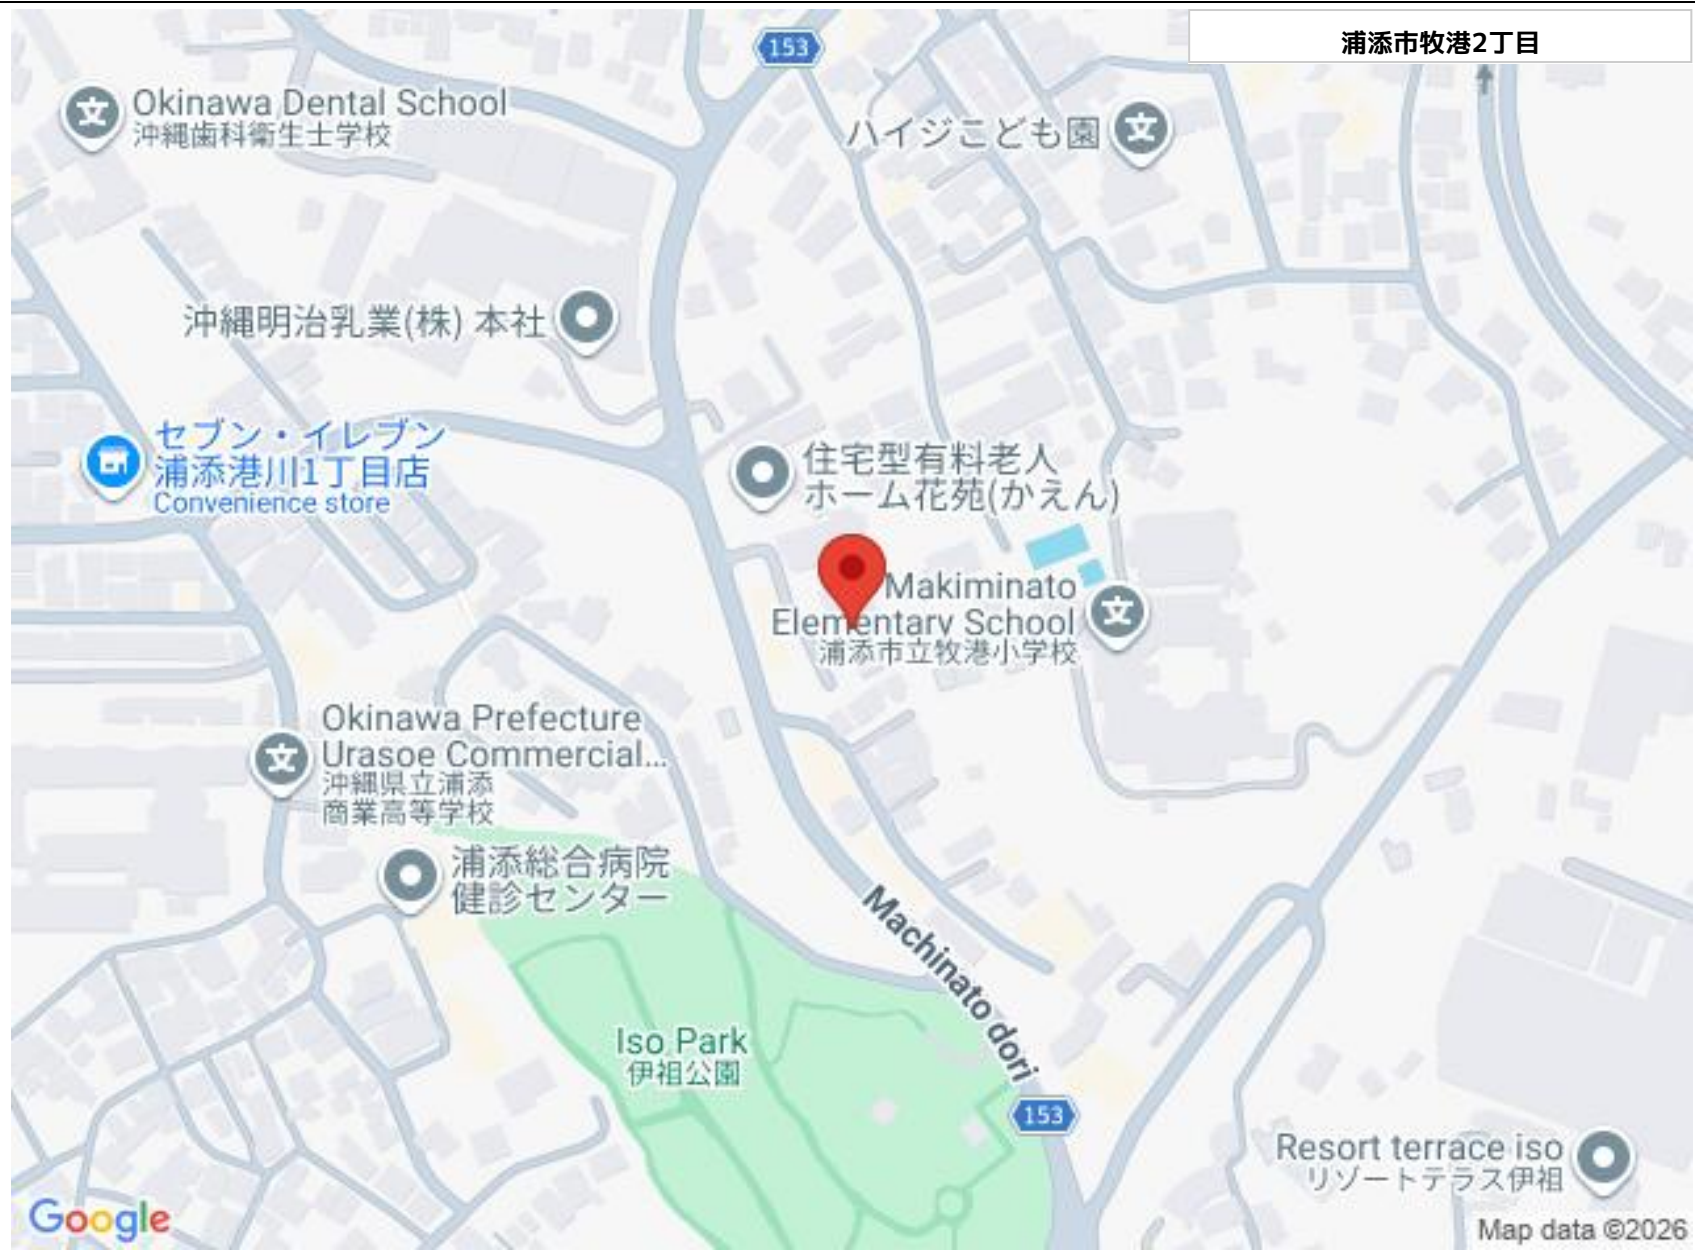 153
浦添市牧港2丁目
Okinawa Dental School
沖縄歯科衛生士学校
ハイジこども園
沖縄明治乳業(株) 本社
セブン・イレブン
浦添港川1丁目店
Convenience store
住宅型有料老人
ホーム花苑(かえん)
Makiminato
Elementary School
浦添市立牧港小学校
Okinawa Prefecture
Urasoe Commercial...
沖縄県立浦添
商業高等学校
浦添総合病院
健診センター
Machinato dori
Iso Park
伊祖公園
153
Resort terrace iso
リゾートテラス伊祖
Google
Map data ©2026